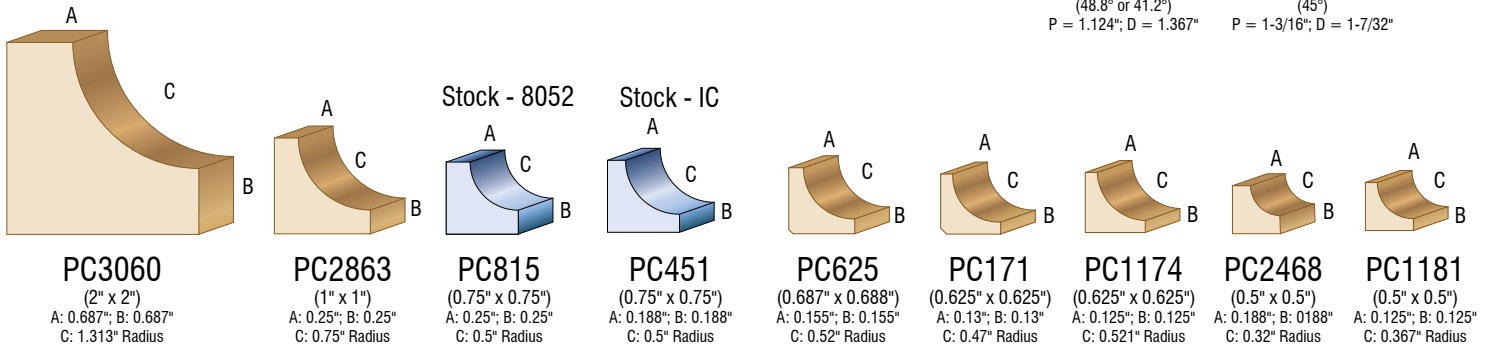 (48.8° or 41.2°)
P = 1.124"; D = 1.367"
(45°)
P = 1-3/16"; D = 1-7/32"
A
C
B
PC3060
(2" x 2")
A: 0.687"; B: 0.687"
C: 1.313" Radius
A
C
B
PC2863
(1" x 1")
A: 0.25"; B: 0.25"
C: 0.75" Radius
Stock - 8052
A
C
B
PC815
(0.75" x 0.75")
A: 0.25"; B: 0.25"
C: 0.5" Radius
Stock - IC
A
C
B
PC451
(0.75" x 0.75")
A: 0.188"; B: 0.188"
C: 0.5" Radius
A
C
B
PC625
(0.687" x 0.688")
A: 0.155"; B: 0.155"
C: 0.52" Radius
A
C
B
PC171
(0.625" x 0.625")
A: 0.13"; B: 0.13"
C: 0.47" Radius
A
C
B
PC1174
(0.625" x 0.625")
A: 0.125"; B: 0.125"
C: 0.521" Radius
A
C
B
PC2468
(0.5" x 0.5")
A: 0.188"; B: 0188"
C: 0.32" Radius
A
C
B
PC1181
(0.5" x 0.5")
A: 0.125"; B: 0.125"
C: 0.367" Radius